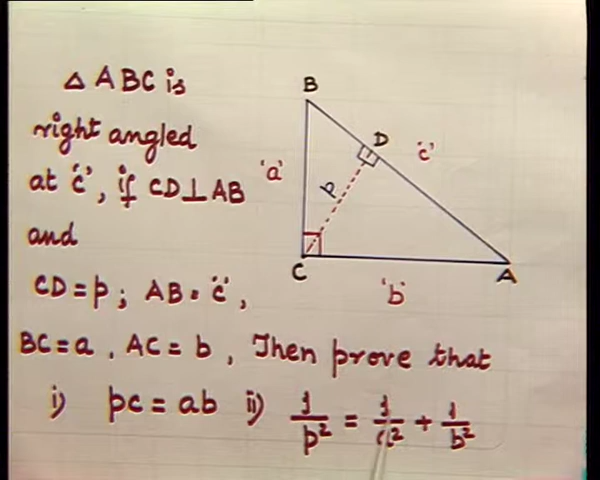 △ ABC is
right angled
at 'c', if CD⊥AB
and
CD = p ; AB = 'c',
BC = a , AC = b , Then prove that
i) pc = ab ii) 1/p² = 1/a² + 1/b²
B
D
'c'
'a'
p
C
A
'b'